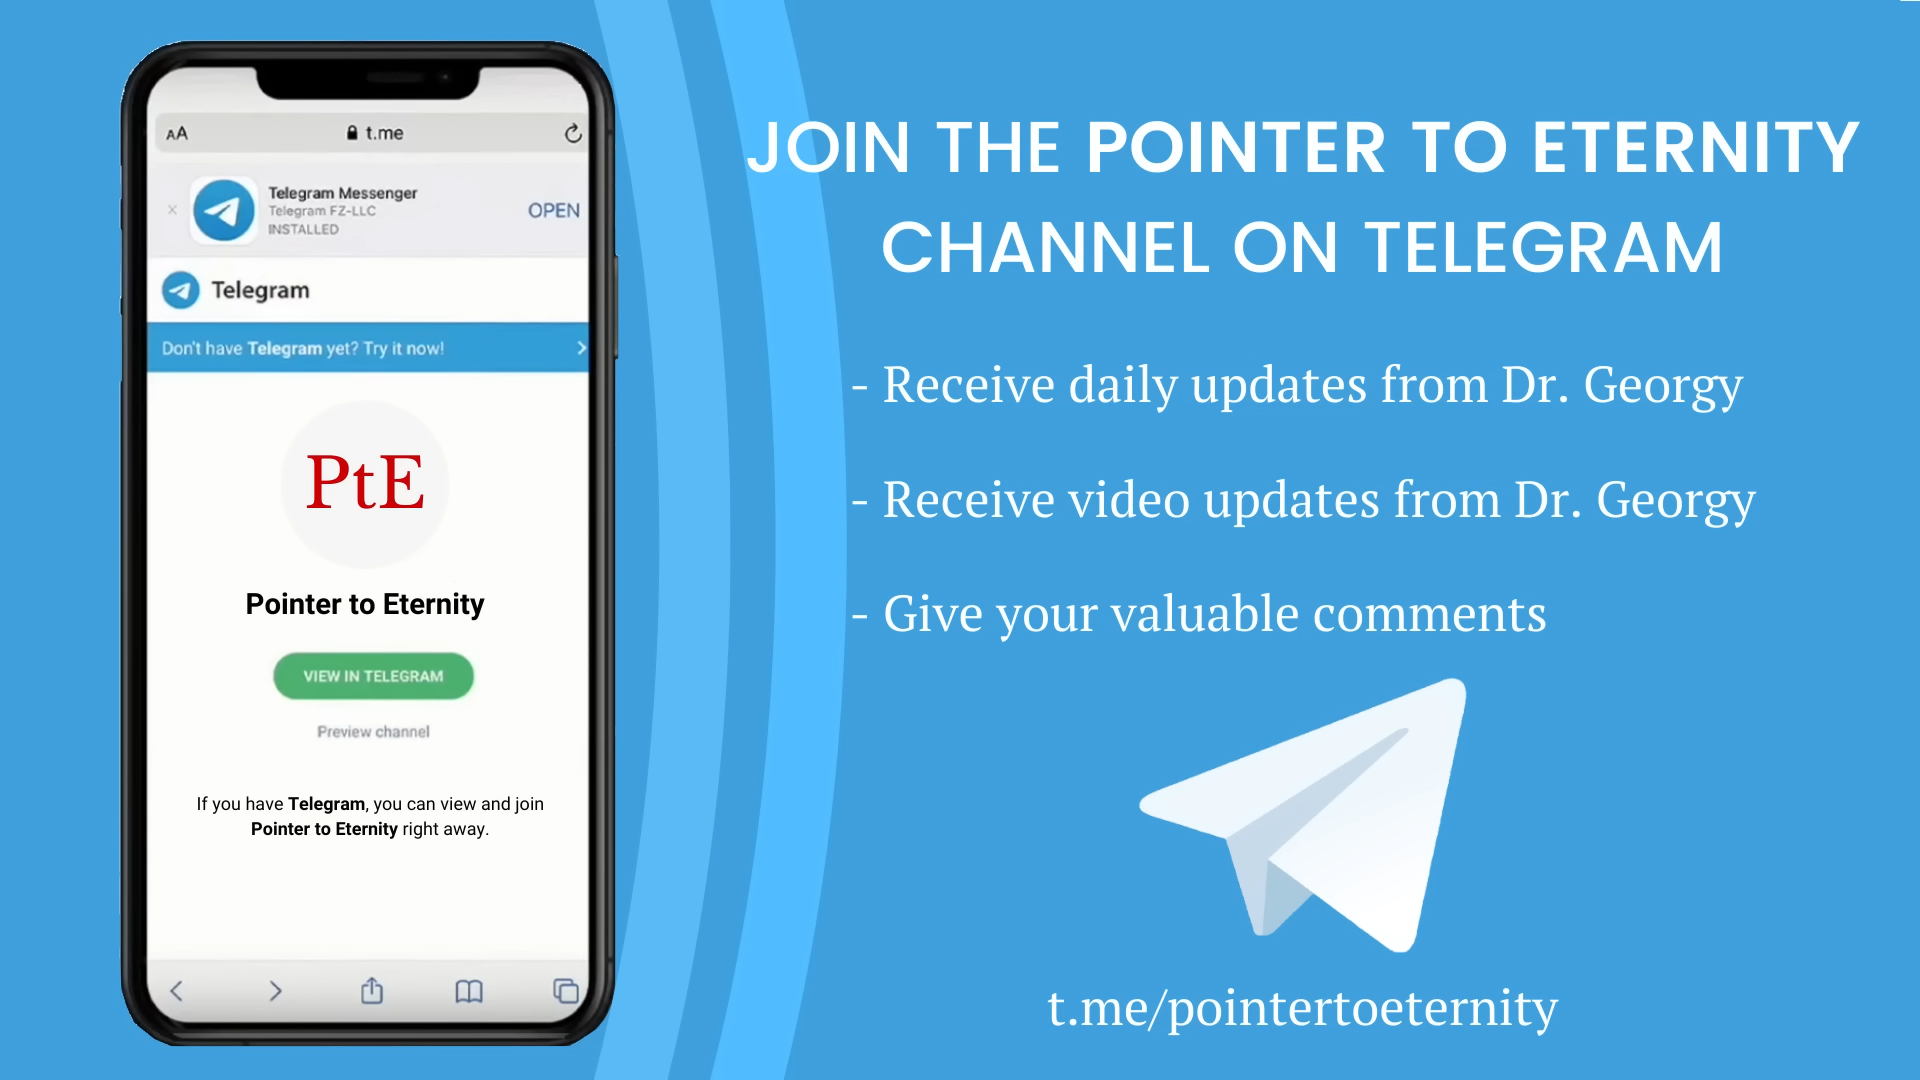 AA
t.me
×
Telegram Messenger
Telegram FZ-LLC
INSTALLED
OPEN
Telegram
Don't have Telegram yet? Try it now!
PtE
Pointer to Eternity
VIEW IN TELEGRAM
Preview channel
If you have Telegram, you can view and join
Pointer to Eternity right away.
JOIN THE POINTER TO ETERNITY
CHANNEL ON TELEGRAM
- Receive daily updates from Dr. Georgy
- Receive video updates from Dr. Georgy
- Give your valuable comments
t.me/pointertoeternity